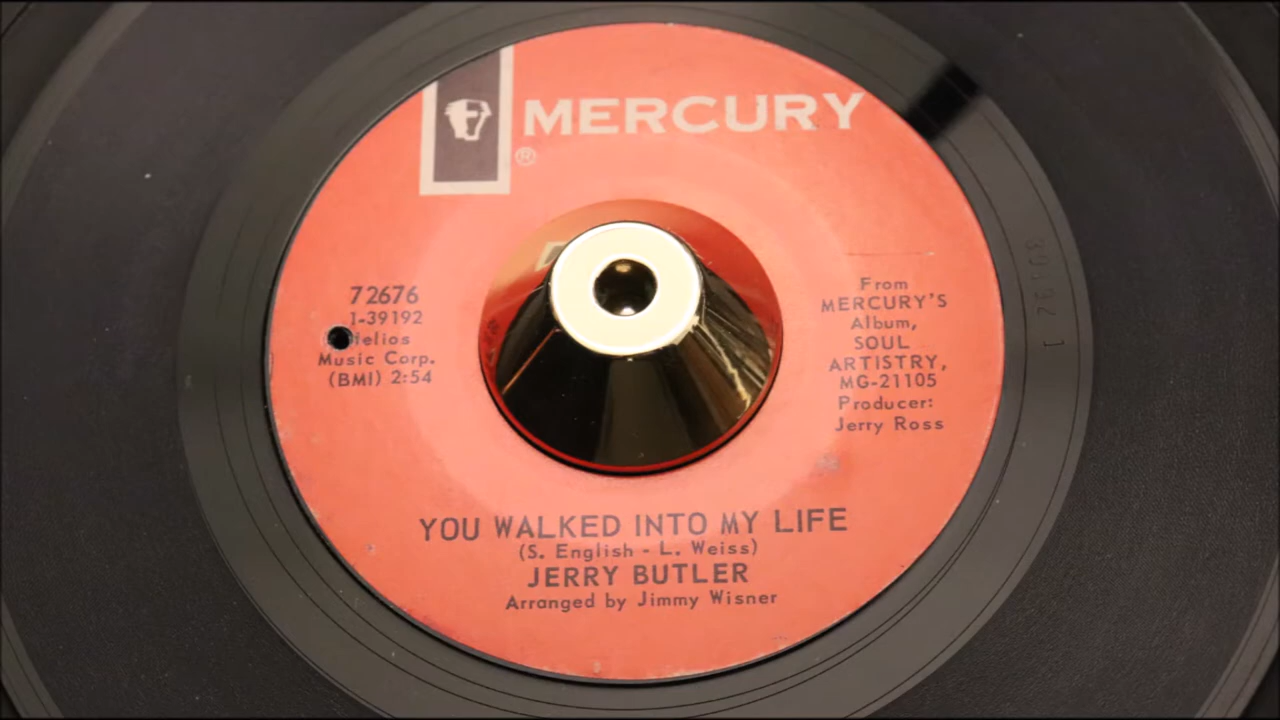 MERCURY
®
72676
1-39192
Helios
Music Corp.
(BMI) 2:54
From
MERCURY'S
Album,
SOUL
ARTISTRY,
MG-21105
Producer:
Jerry Ross
YOU WALKED INTO MY LIFE
(S. English - L. Weiss)
JERRY BUTLER
Arranged by Jimmy Wisner